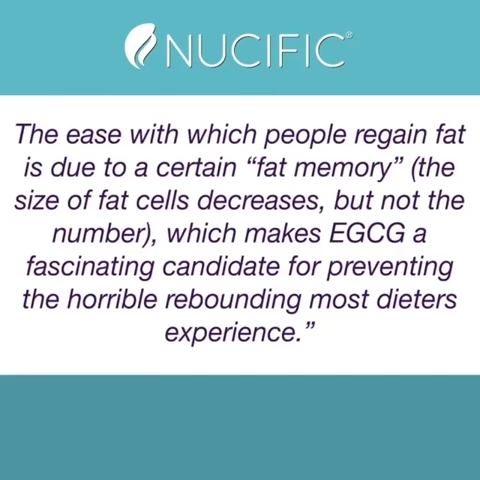 NUCIFIC®
The ease with which people regain fat
is due to a certain “fat memory” (the
size of fat cells decreases, but not the
number), which makes EGCG a
fascinating candidate for preventing
the horrible rebounding most dieters
experience.”